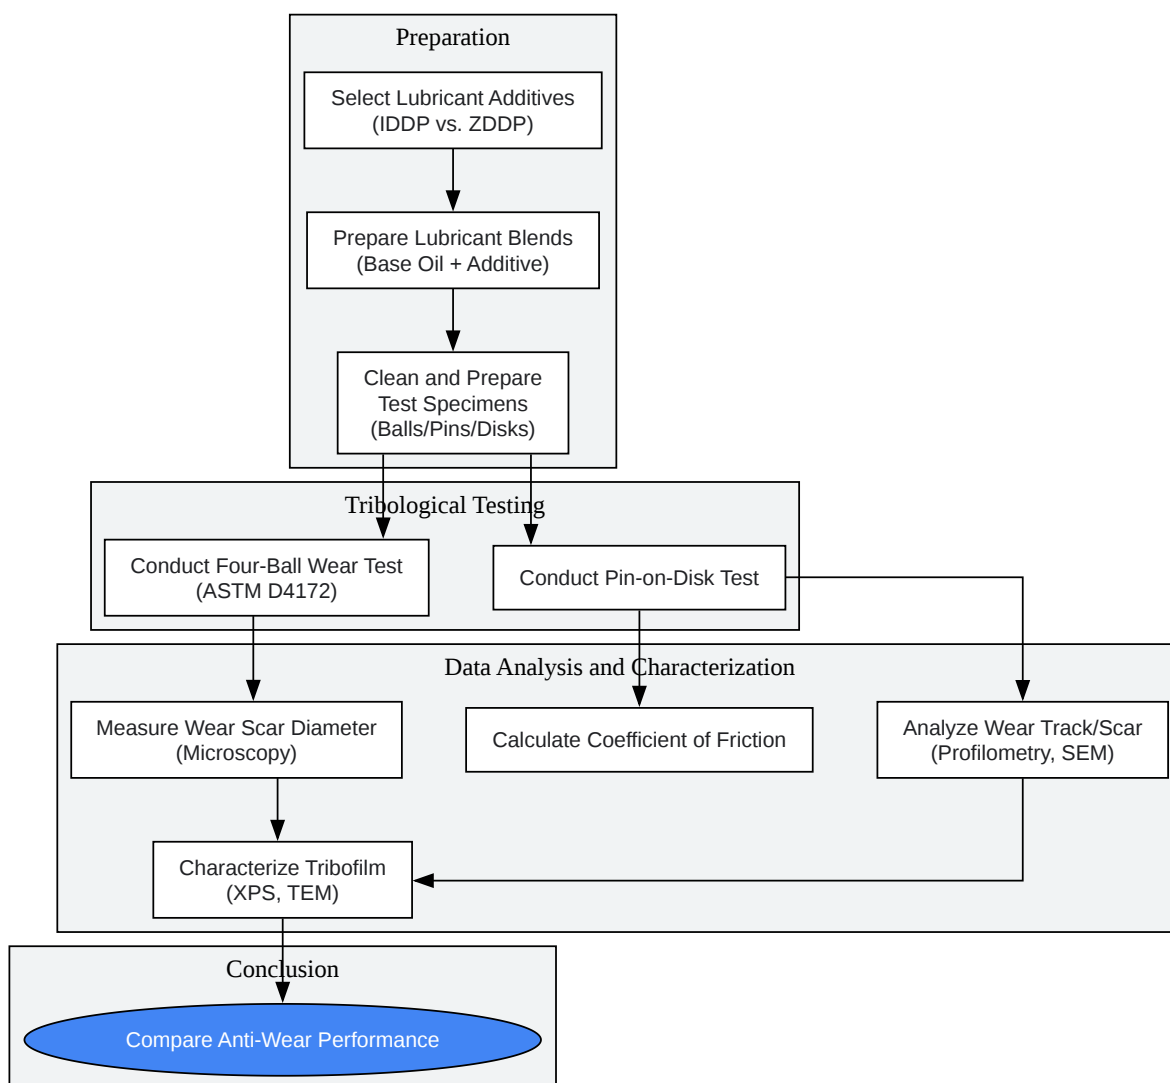 Preparation
Select Lubricant Additives
(IDDP vs. ZDDP)
Prepare Lubricant Blends
(Base Oil + Additive)
Clean and Prepare
Test Specimens
(Balls/Pins/Disks)
Tribological Testing
Conduct Four-Ball Wear Test
(ASTM D4172)
Conduct Pin-on-Disk Test
Data Analysis and Characterization
Measure Wear Scar Diameter
(Microscopy)
Calculate Coefficient of Friction
Analyze Wear Track/Scar
(Profilometry, SEM)
Characterize Tribofilm
(XPS, TEM)
Conclusion
Compare Anti-Wear Performance